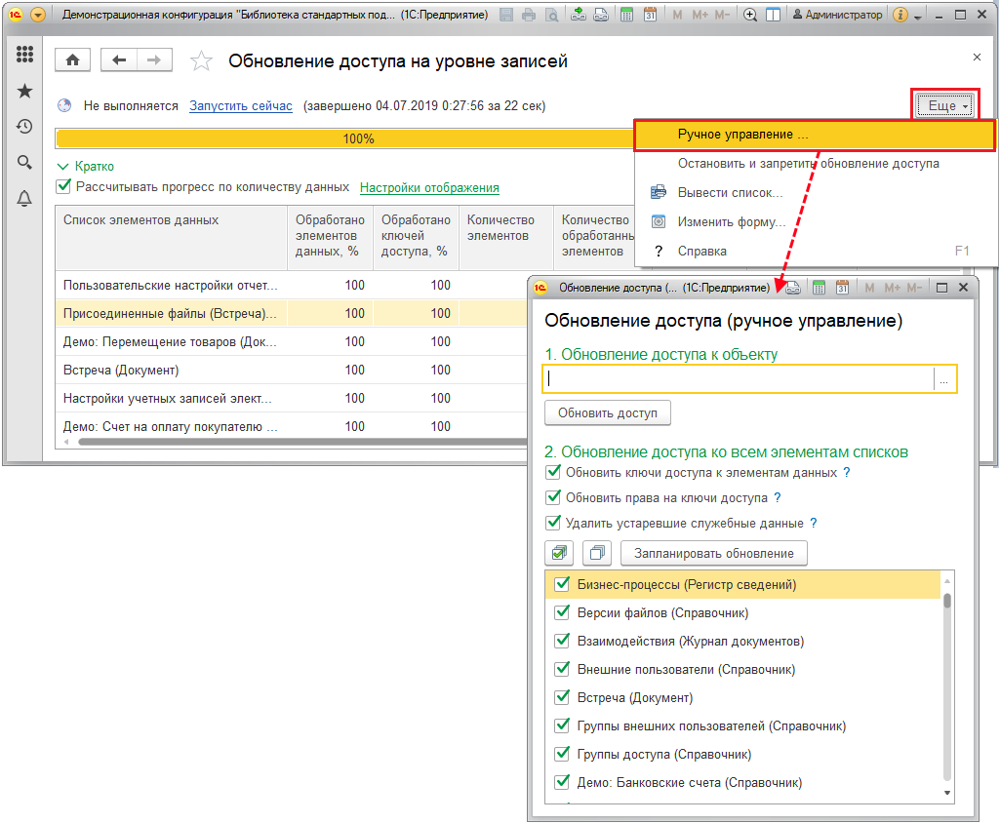 Демонстрационная конфигурация "Библиотека стандартных под... (1С:Предприятие)
M M+ M- Администратор
Обновление доступа на уровне записей
Не выполняется Запустить сейчас (завершено 04.07.2019 0:27:56 за 22 сек)
Еще
100%
Ручное управление ...
Остановить и запретить обновление доступа
Вывести список...
Изменить форму...
? Справка F1
Кратко
Рассчитывать прогресс по количеству данных Настройки отображения
Список элементов данных
Обработано элементов данных, %
Обработано ключей доступа, %
Количество элементов
Количество обработанны элементов
Пользовательские настройки отчет... 100 100
Присоединенные файлы (Встреча)... 100 100
Демо: Перемещение товаров (Док... 100 100
Встреча (Документ) 100 100
Настройки учетных записей элект... 100 100
Демо: Счет на оплату покупателю ... 100 100
Обновление доступа (... (1С:Предприятие)
31 M M+ M-
Обновление доступа (ручное управление)
1. Обновление доступа к объекту
...
Обновить доступ
2. Обновление доступа ко всем элементам списков
Обновить ключи доступа к элементам данных ?
Обновить права на ключи доступа ?
Удалить устаревшие служебные данные ?
Запланировать обновление
Бизнес-процессы (Регистр сведений)
Версии файлов (Справочник)
Взаимодействия (Журнал документов)
Внешние пользователи (Справочник)
Встреча (Документ)
Группы внешних пользователей (Справочник)
Группы доступа (Справочник)
Демо: Банковские счета (Справочник)